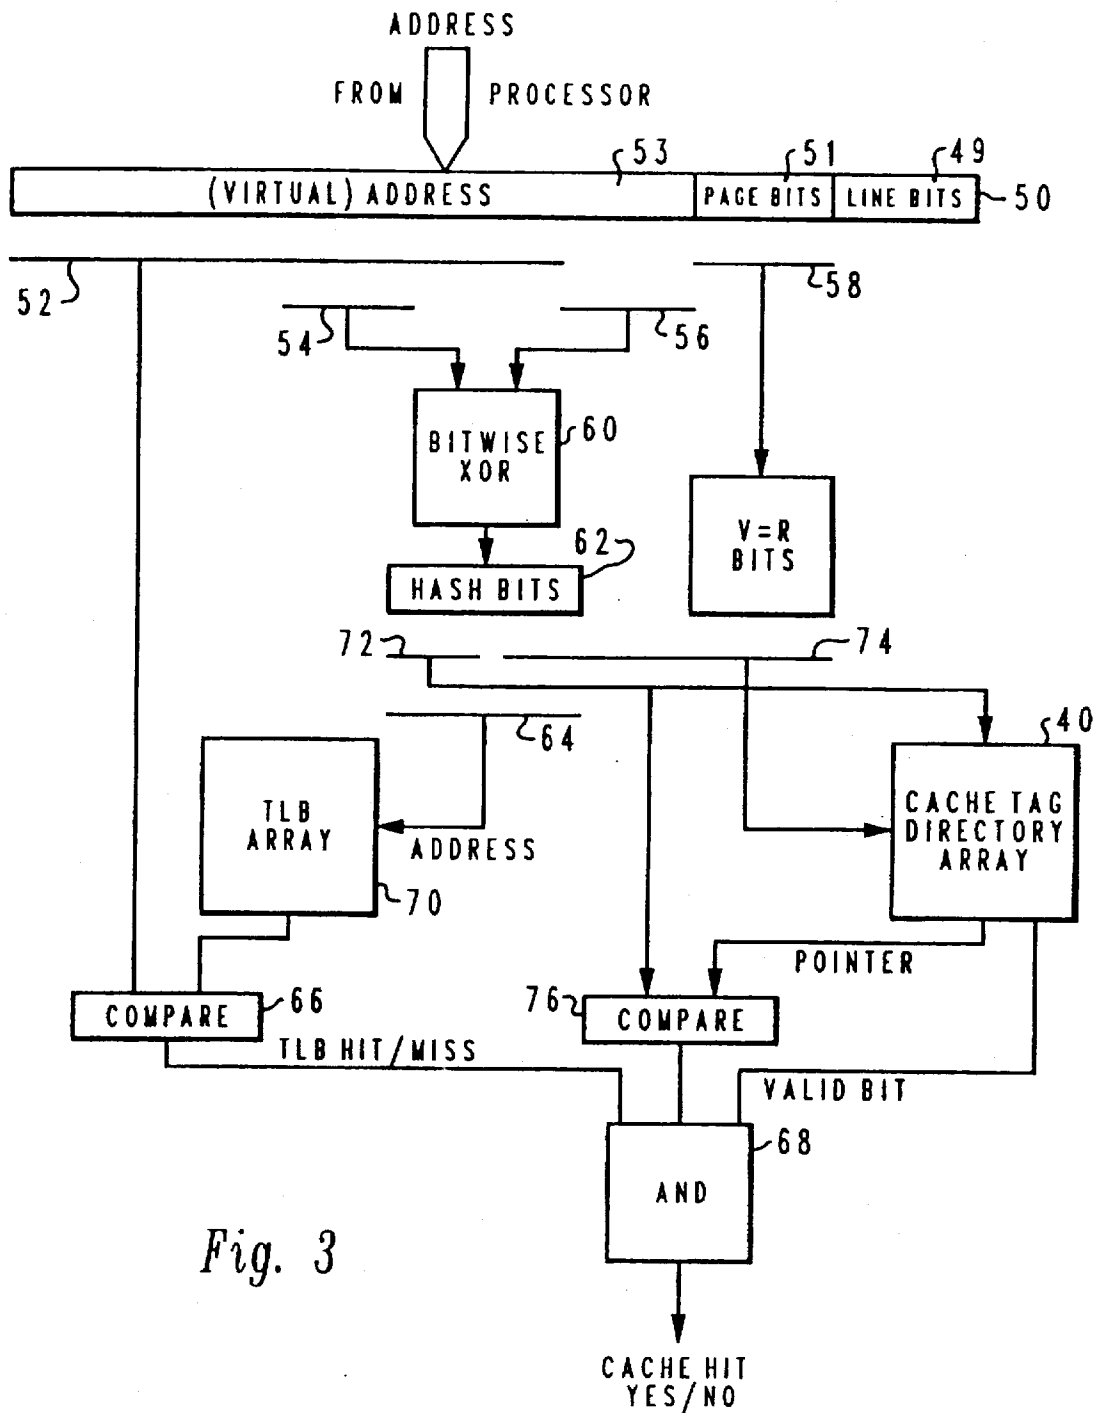 ADDRESS
FROM PROCESSOR
53 51 49
(VIRTUAL) ADDRESS PAGE BITS LINE BITS 50
52 58
54 56
BITWISE XOR 60
V=R BITS
62
HASH BITS
72 74
64
40
TLB ARRAY
CACHE TAG DIRECTORY ARRAY
ADDRESS
70
POINTER
COMPARE 66
76 COMPARE
TLB HIT/MISS
VALID BIT
68
AND
Fig. 3
CACHE HIT
YES/NO